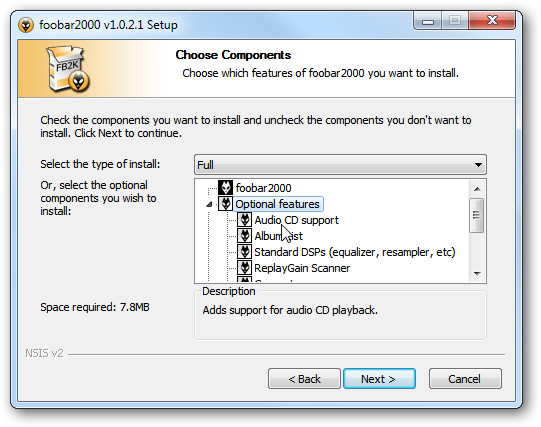 foobar2000 v1.0.2.1 Setup
FB2K
Choose Components
Choose which features of foobar2000 you want to install.
Check the components you want to install and uncheck the components you don't want to
install. Click Next to continue.
Select the type of install:
Full
Or, select the optional
components you wish to
install:
foobar2000
Optional features
Audio CD support
Album List
Standard DSPs (equalizer, resampler, etc)
ReplayGain Scanner
Description
Space required: 7.8MB
Adds support for audio CD playback.
NSIS v2
< Back
Next >
Cancel